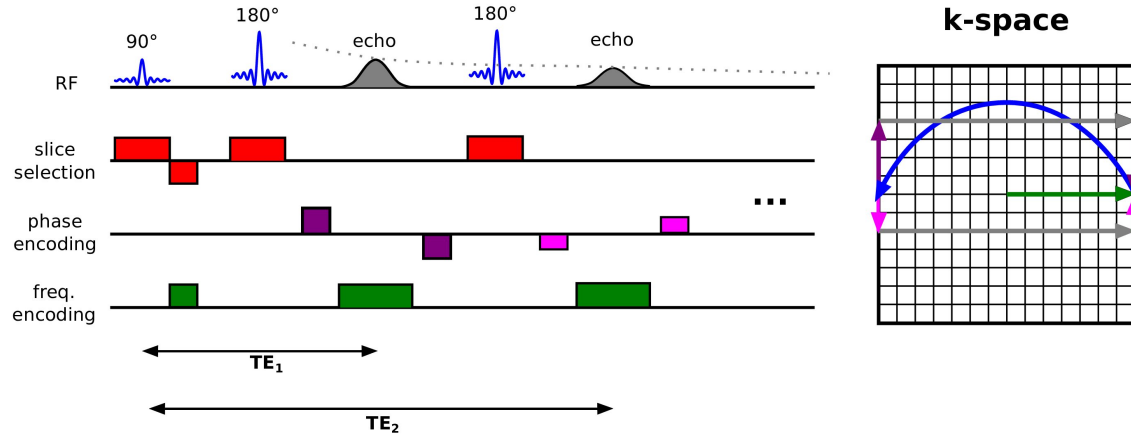 k-space
180°
180°
90°
echo
echo
RF
slice
selection
...
phase
encoding
freq.
encoding
TE₁
TE₂